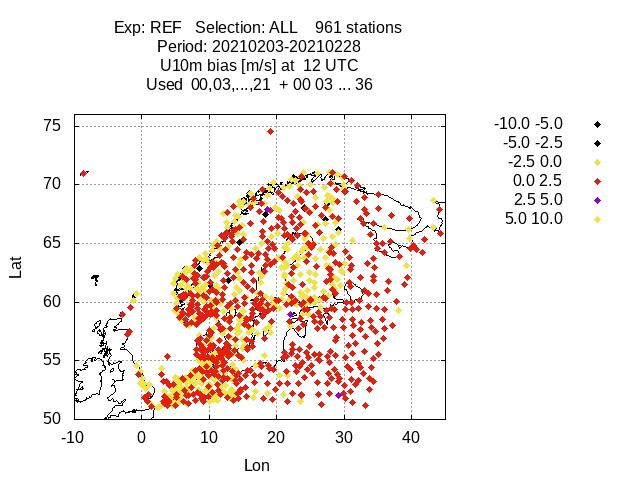 Exp: REF   Selection: ALL    961 stations
Period: 20210203-20210228
U10m bias [m/s] at  12 UTC
Used  00,03,...,21  + 00 03 ... 36
-10.0 -5.0
-5.0 -2.5
-2.5 0.0
0.0 2.5
2.5 5.0
5.0 10.0
75
70
65
60
55
50
Lat
-10 0 10 20 30 40
Lon